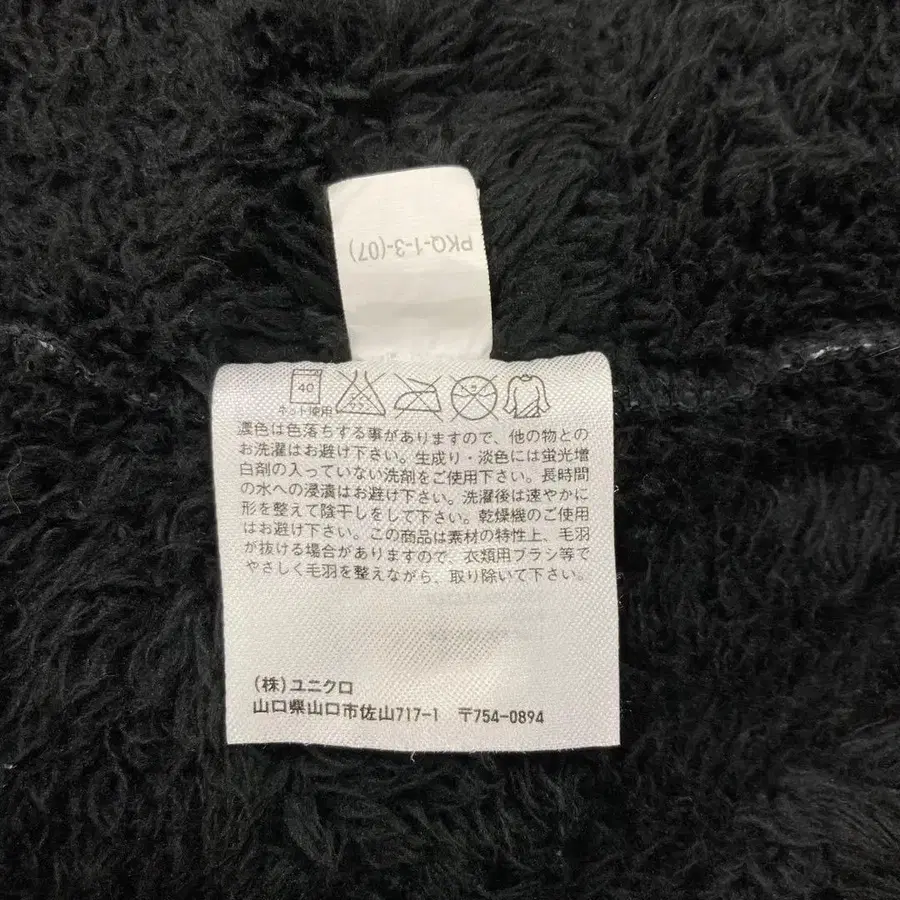 PKQ-1-3-(07)
40
ネット使用
濃色は色落ちする事がありますので、他の物との
お洗濯はお避け下さい。生成り・淡色には蛍光増
白剤の入っていない洗剤をご使用下さい。長時間
の水への浸漬はお避け下さい。洗濯後は速やかに
形を整えて陰干しをして下さい。乾燥機のご使用
はお避け下さい。この商品は素材の特性上、毛羽
が抜ける場合がありますので、衣類用ブラシ等で
やさしく毛羽を整えながら、取り除いて下さい。
(株)ユニクロ
山口県山口市佐山717-1 〒754-0894